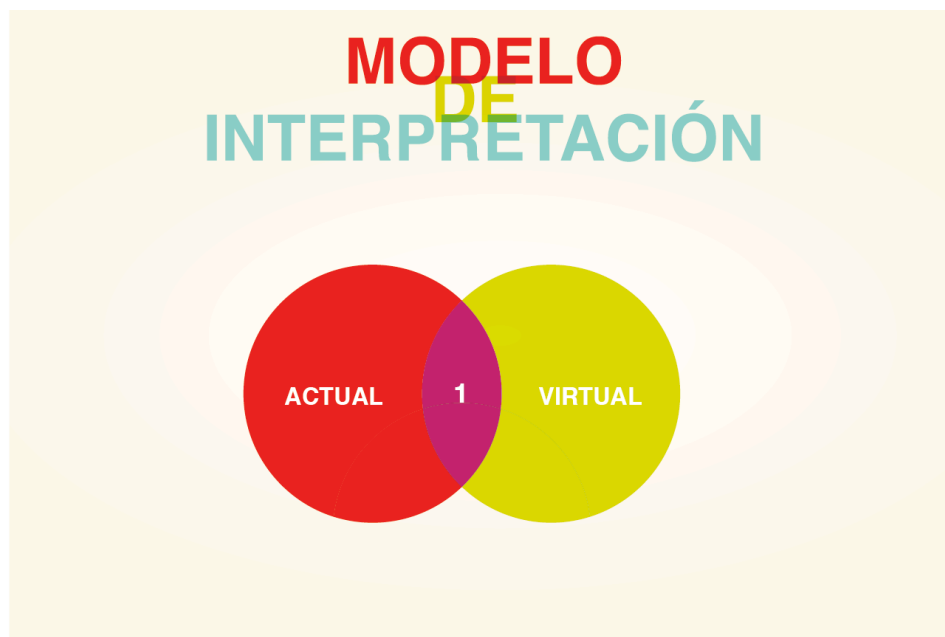 MODELO
DE
INTERPRETACIÓN
ACTUAL
1
VIRTUAL